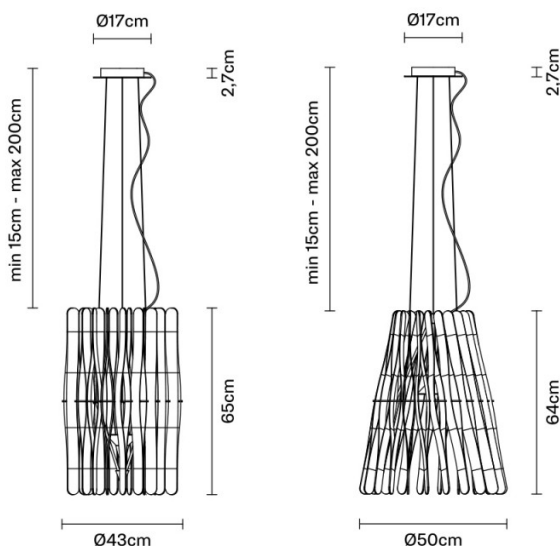 Ø17cm
2,7cm
min 15cm - max 200cm
65cm
Ø43cm
Ø17cm
2,7cm
min 15cm - max 200cm
64cm
Ø50cm